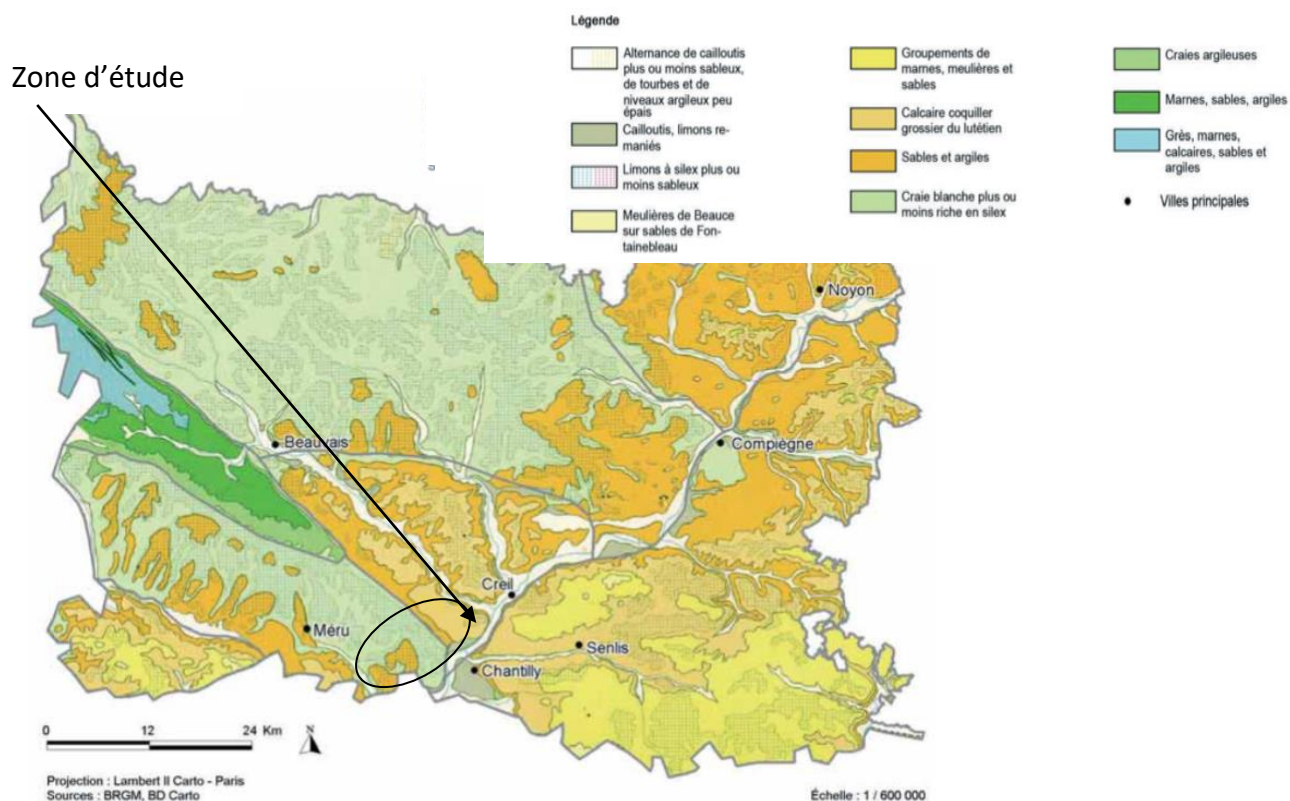 Légende
Alternance de cailloutis
plus ou moins sableux,
de tourbes et de
niveaux argileux peu
épais
Cailloutis, limons re-
maniés
Limons à silex plus ou
moins sableux
Meulières de Beauce
sur sables de Fon-
tainebleau
Groupements de
marnes, meulières et
sables
Calcaire coquiller
grossier du lutétien
Sables et argiles
Craie blanche plus ou
moins riche en silex
Craies argileuses
Marnes, sables, argiles
Grès, marnes,
calcaires, sables et
argiles
Villes principales
Zone d’étude
Noyon
Beauvais
Compiègne
Creil
Méru
Senlis
Chantilly
0 12 24 Km
N
Projection : Lambert II Carto - Paris
Sources : BRGM, BD Carto
Échelle : 1 / 600 000